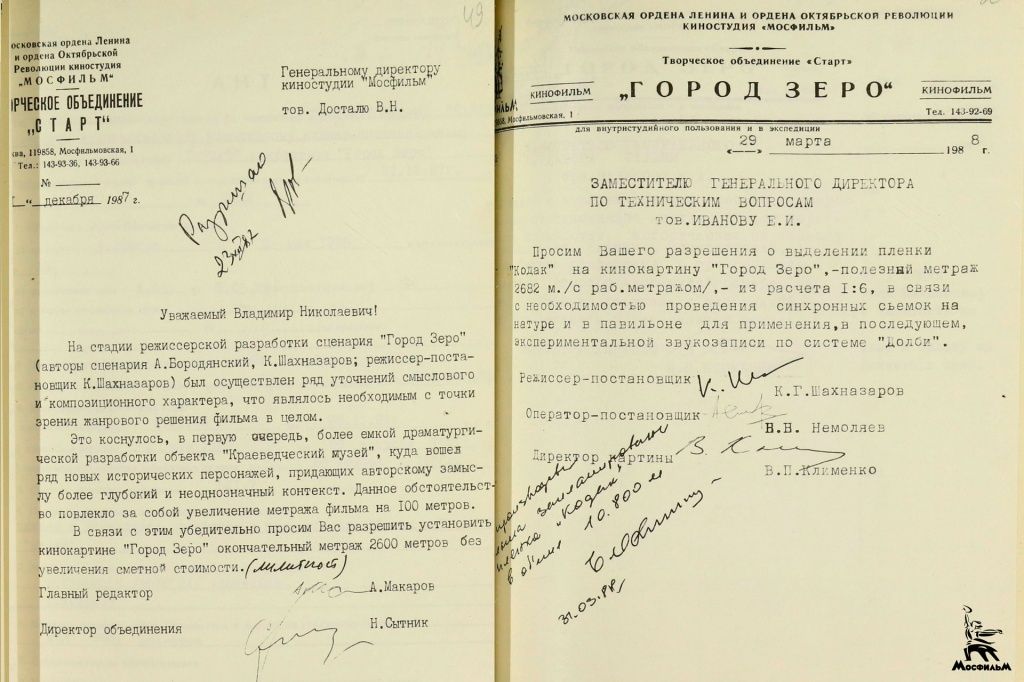 49
осковская ордена Ленина
и ордена Октябрьской
Революции киностудия
„МОСФИЛЬМ“
ОРЧЕСКОЕ ОБЪЕДИНЕНИЕ
„СТАРТ“
ква, 119858, Мосфильмовская, 1
Тел.: 143-93-36, 143-93-66
№
“ декабря 1987 г.
Генеральному директору
киностудии "Мосфильм"
тов. Досталю В.Н.
Разрешаю
Уважаемый Владимир Николаевич!
На стадии режиссерской разработки сценария "Город Зеро"
(авторы сценария А.Бородянский, К.Шахназаров; режиссер-поста-
новщик К.Шахназаров) был осуществлен ряд уточнений смыслового
и композиционного характера, что являлось необходимым с точки
зрения жанрового решения фильма в целом.
Это коснулось, в первую очередь, более емкой драматурги-
ческой разработки объекта "Краеведческий музей", куда вошел
ряд новых исторических персонажей, придающих авторскому замыс-
лу более глубокий и неоднозначный контекст. Данное обстоятельст-
во повлекло за собой увеличение метража фильма на 100 метров.
В связи с этим убедительно просим Вас разрешить установить
кинокартине "Город Зеро" окончательный метраж 2600 метров без
увеличения сметной стоимости.
Главный редактор А.Макаров
Директор объединения Н.Сытник
МОСКОВСКАЯ ОРДЕНА ЛЕНИНА И ОРДЕНА ОКТЯБРЬСКОЙ РЕВОЛЮЦИИ
КИНОСТУДИЯ «МОСФИЛЬМ»
Творческое объединение «Старт»
КИНОФИЛЬМ „ГОРОД ЗЕРО“ КИНОФИЛЬМ
Мосфильмовская, 1
Тел. 143-92-69
для внутристудийного пользования и в экспедиции
« 29 » марта 1988 г.
ЗАМЕСТИТЕЛЮ ГЕНЕРАЛЬНОГО ДИРЕКТОРА
ПО ТЕХНИЧЕСКИМ ВОПРОСАМ
тов.ИВАНОВУ Е.И.
Просим Вашего разрешения о выделении пленки
"Кодак" на кинокартину "Город Зеро",-полезный метраж
2682 м./с раб.метражом/,- из расчета I:6, в связи
с необходимостью проведения синхронных съемок на
натуре и в павильоне для применения,в последующем,
экспериментальной звукозаписи по системе "Долби".
Режиссер-постановщик К.Г.Шахназаров
Оператор-постановщик В.В. Немоляев
Директор картины В.П.Клименко
пленка "Кодак"
в объеме 10.800 м
31.03.88
МОСФИЛЬМ